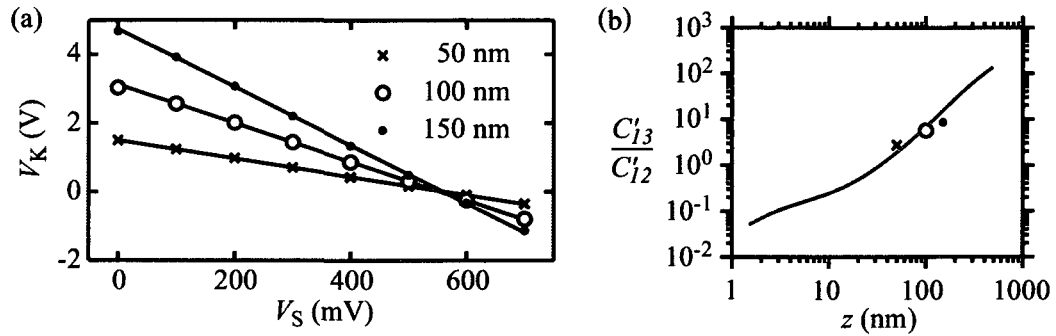 (a)
4
2
0
-2
V_K (V)
0
200
400
600
V_S (mV)
× 50 nm
○ 100 nm
• 150 nm
(b)
C'_13
C'_12
10^3
10^2
10^1
10^0
10^-1
10^-2
1
10
100
1000
z (nm)